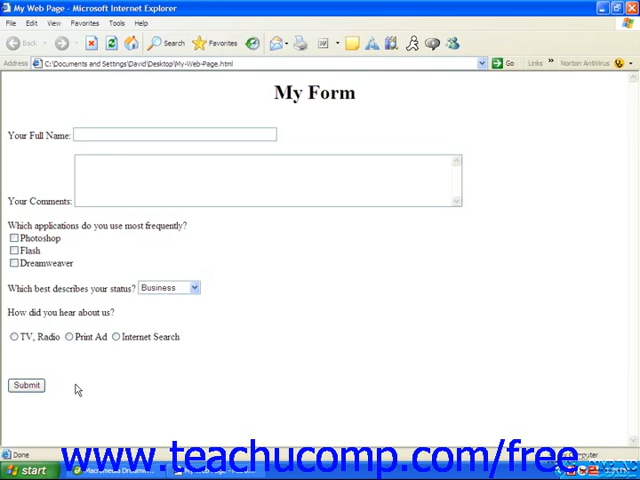 My Web Page - Microsoft Internet Explorer
File Edit View Favorites Tools Help
Back Search Favorites
Address C:\Documents and Settings\David\Desktop\My-Web-Page.html Go Links » Norton AntiVirus
My Form
Your Full Name:
Your Comments:
Which applications do you use most frequently?
Photoshop
Flash
Dreamweaver
Which best describes your status? Business
How did you hear about us?
TV, Radio Print Ad Internet Search
Submit
Done
www.teachucomp.com/free
start